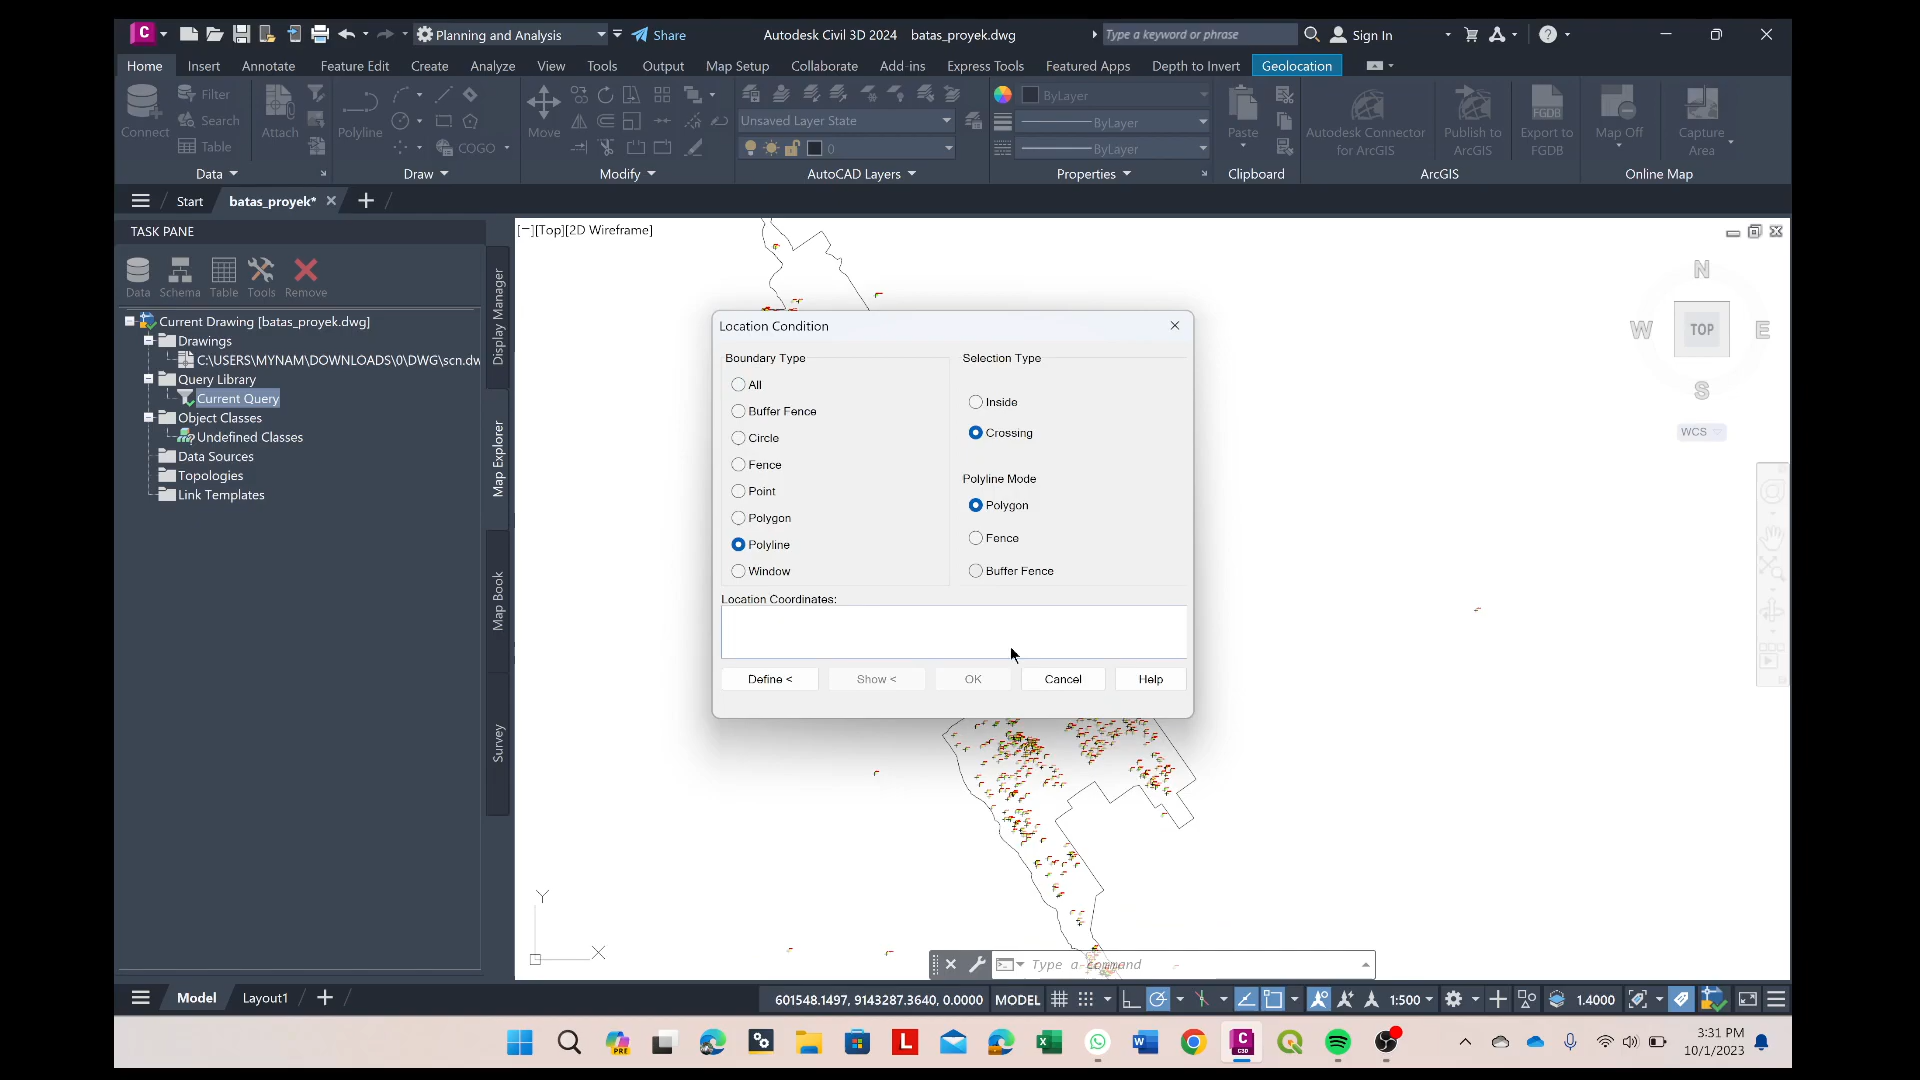 Planning and Analysis
Share
Autodesk Civil 3D 2024 batas_proyek.dwg
Type a keyword or phrase
Sign In
Home Insert Annotate Feature Edit Create Analyze View Tools Output Map Setup Collaborate Add-ins Express Tools Featured Apps Depth to Invert Geolocation
Connect
Filter
Search
Table
Data
Attach
Polyline
COGO
Draw
Move
Modify
Unsaved Layer State
0
AutoCAD Layers
ByLayer
ByLayer
ByLayer
Properties
Paste
Clipboard
Autodesk Connector
for ArcGIS
Publish to
ArcGIS
FGDB
Export to
FGDB
ArcGIS
Map Off
Capture
Area
Online Map
Start
batas_proyek*
TASK PANE
Data Schema Table Tools Remove
Current Drawing [batas_proyek.dwg]
Drawings
C:\USERS\MYNAM\DOWNLOADS\0\DWG\scn.dw
Query Library
Current Query
Object Classes
Undefined Classes
Data Sources
Topologies
Link Templates
Display Manager
Map Explorer
Map Book
Survey
[−][Top][2D Wireframe]
N
W
TOP
E
S
WCS
Location Condition
Boundary Type
All
Buffer Fence
Circle
Fence
Point
Polygon
Polyline
Window
Selection Type
Inside
Crossing
Polyline Mode
Polygon
Fence
Buffer Fence
Location Coordinates:
Define <
Show <
OK
Cancel
Help
Y
X
Type a command
Model
Layout1
601548.1497, 9143287.3640, 0.0000
MODEL
1:500
1.4000
PRE
L
C3D
3:31 PM
10/1/2023